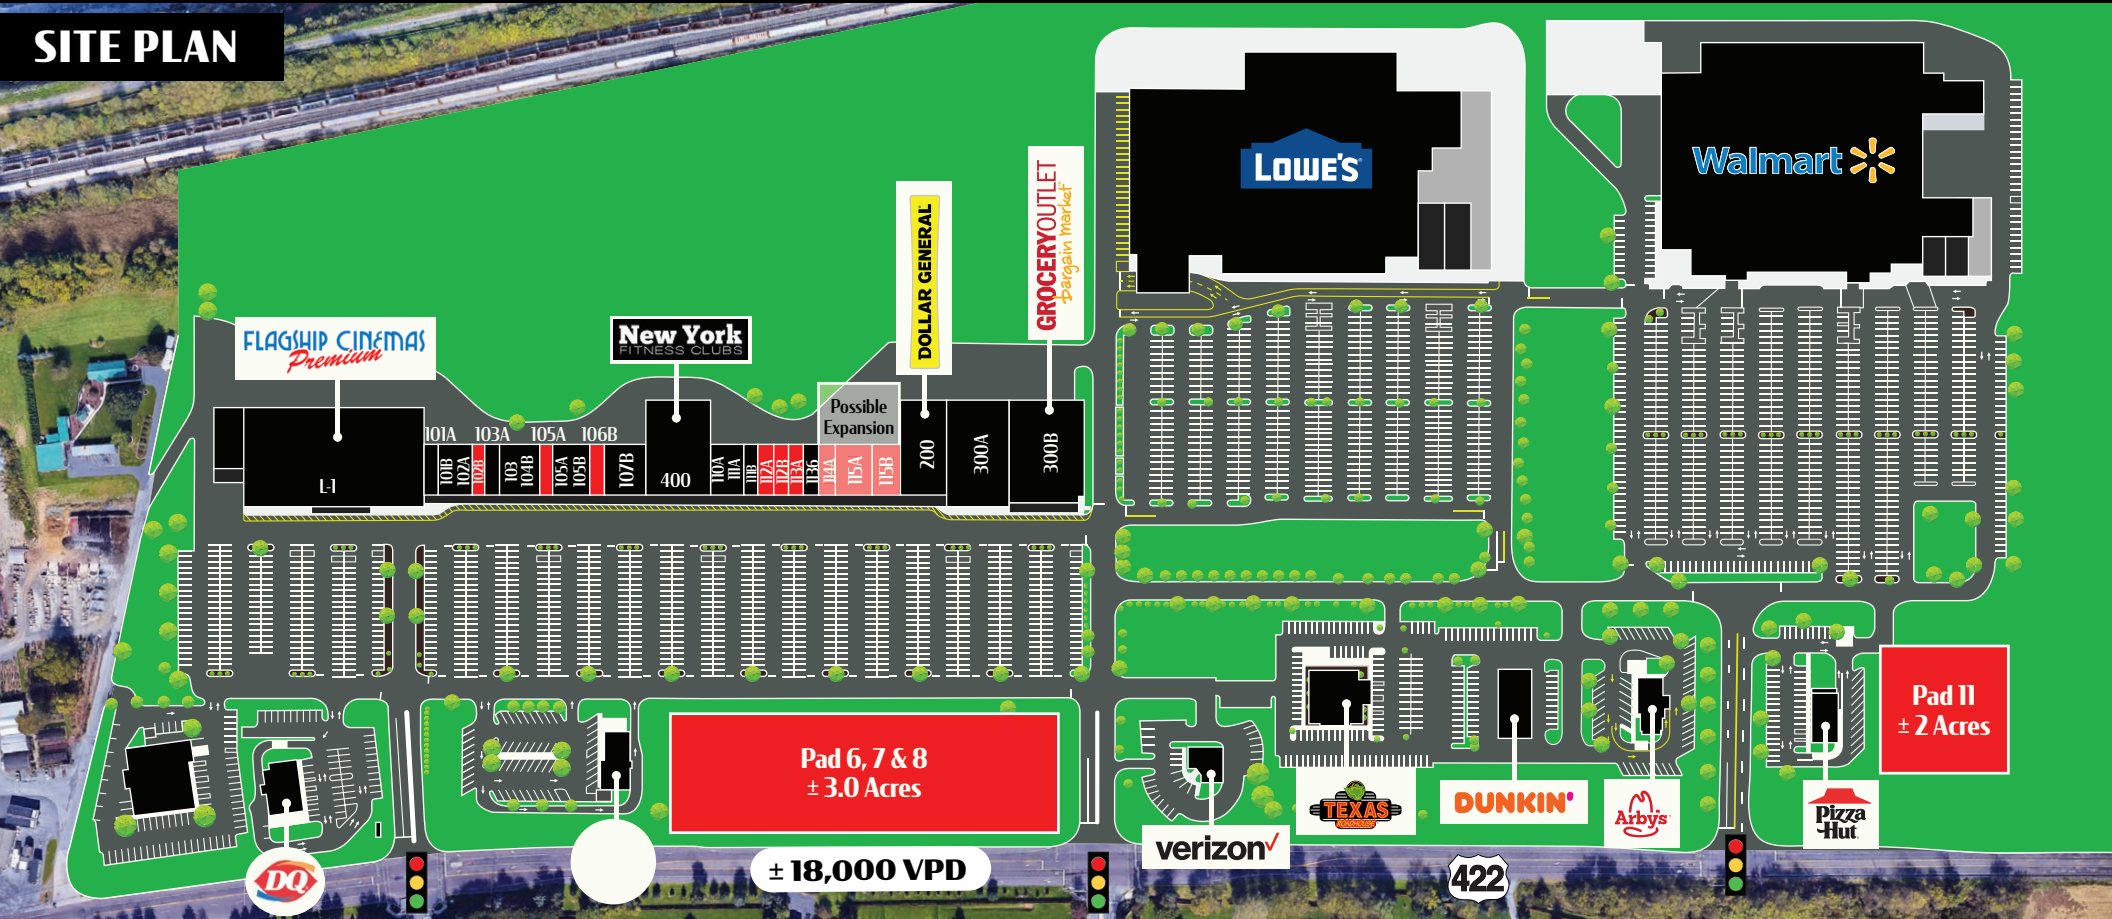 SITE PLAN
LOWE'S
Walmart
GROCERY OUTLET
bargain market
DOLLAR GENERAL
FLAGSHIP CINEMAS
Premium
New York
FITNESS CLUBS
Possible
Expansion
101A
103A
105A
106B
L-1
101B
102A
102B
103
104B
105A
105B
107B
400
110A
111A
111B
112A
112B
113A
1136
114A
115A
115B
200
300A
300B
Pad 6, 7 & 8
± 3.0 Acres
Pad 11
± 2 Acres
DQ
± 18,000 VPD
verizon
TEXAS
ROADHOUSE
DUNKIN'
Arby's
Pizza
Hut
422